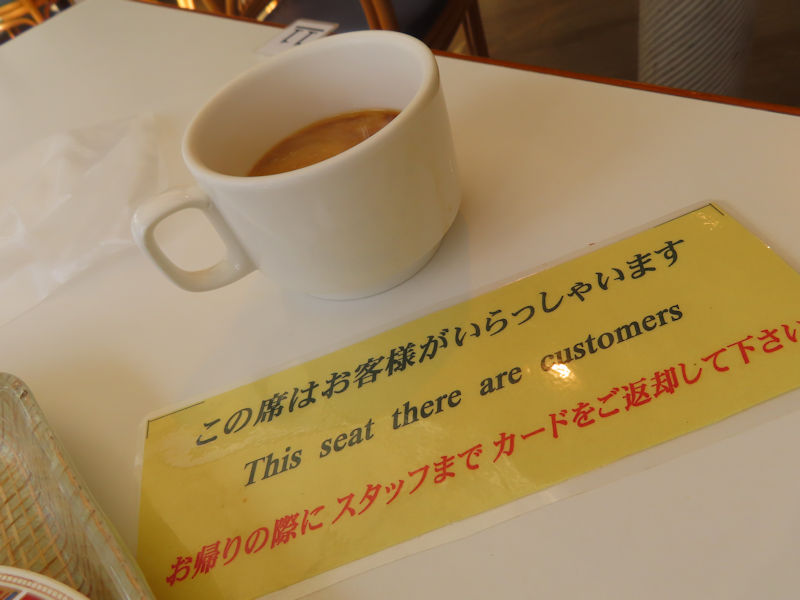 11
この席はお客様がいらっしゃいます
This seat there are customers
お帰りの際に スタッフまで カードをご返却して下さい